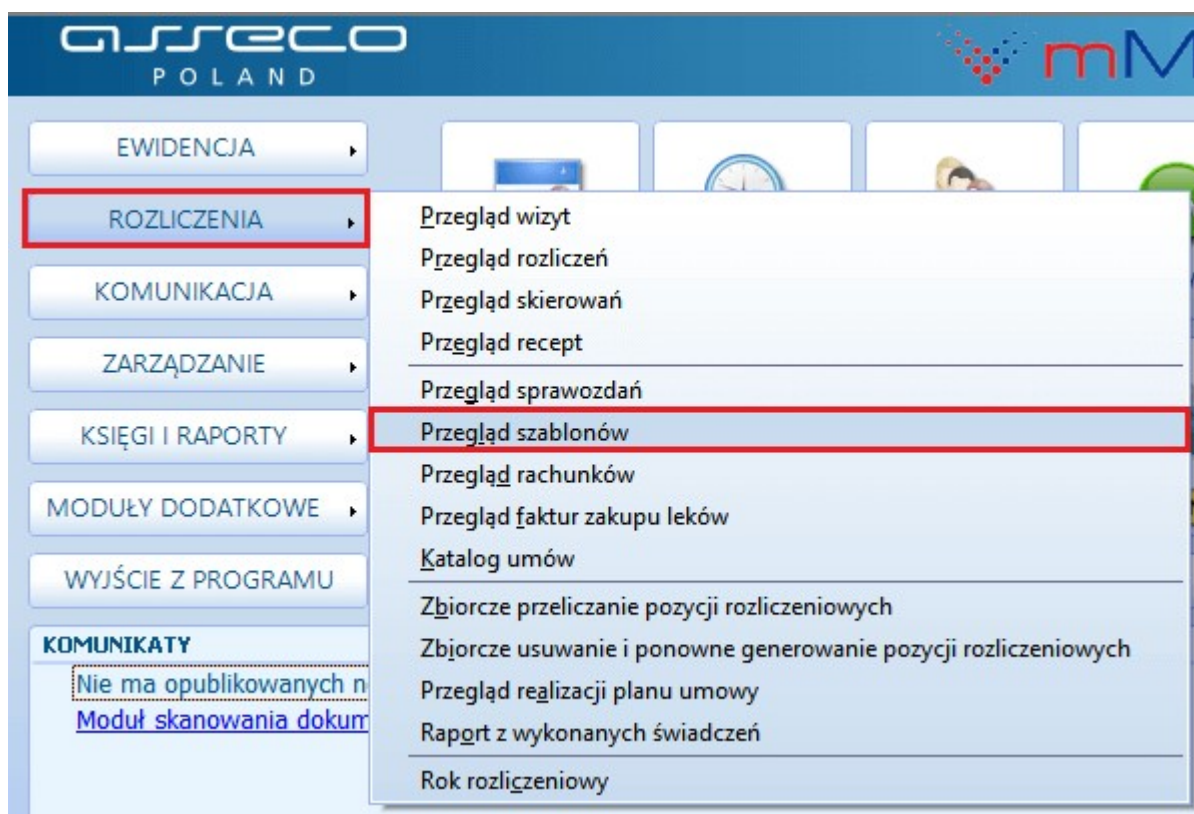 asseco
POLAND
mM
EWIDENCJA
ROZLICZENIA
KOMUNIKACJA
ZARZĄDZANIE
KSIĘGI I RAPORTY
MODUŁY DODATKOWE
WYJŚCIE Z PROGRAMU
KOMUNIKATY
Nie ma opublikowanych n
Moduł skanowania dokum
Przegląd wizyt
Przegląd rozliczeń
Przegląd skierowań
Przegląd recept
Przegląd sprawozdań
Przegląd szablonów
Przegląd rachunków
Przegląd faktur zakupu leków
Katalog umów
Zbiorcze przeliczanie pozycji rozliczeniowych
Zbiorcze usuwanie i ponowne generowanie pozycji rozliczeniowych
Przegląd realizacji planu umowy
Raport z wykonanych świadczeń
Rok rozliczeniowy